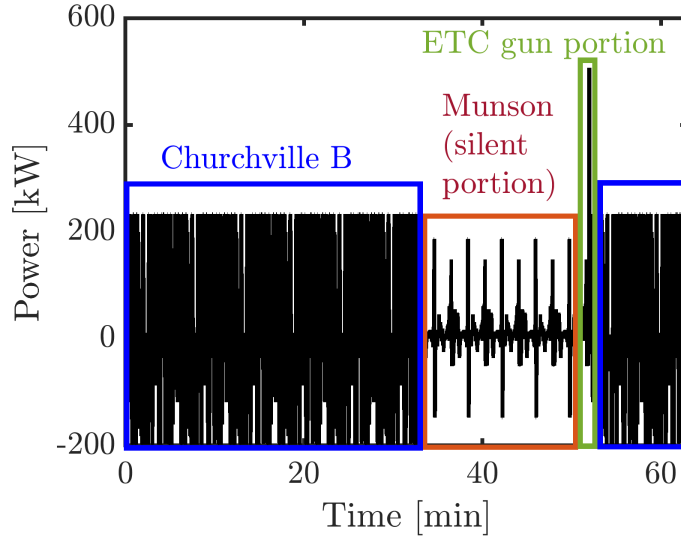 600
ETC gun portion
Munson
(silent
portion)
Churchville B
400
200
0
-200
Power [kW]
0 20 40 60
Time [min]